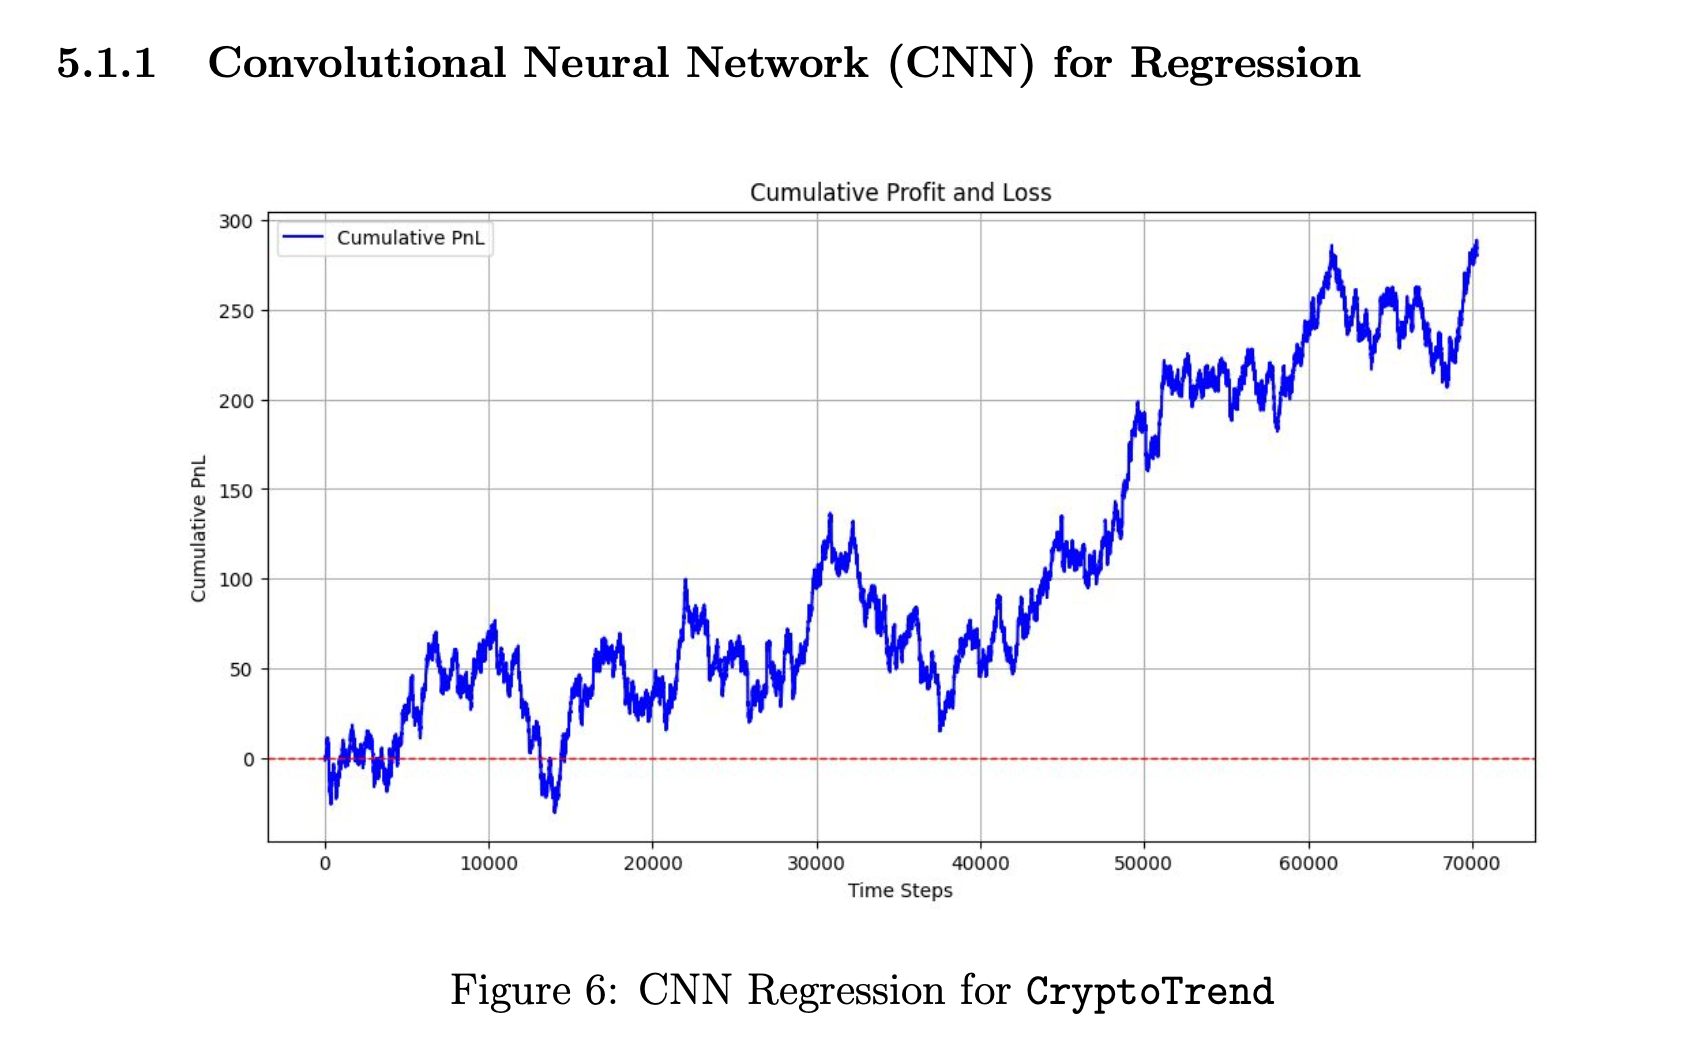 5.1.1 Convolutional Neural Network (CNN) for Regression
Cumulative Profit and Loss
Cumulative PnL
300
250
200
150
100
50
0
Cumulative PnL
0 10000 20000 30000 40000 50000 60000 70000
Time Steps
Figure 6: CNN Regression for CryptoTrend